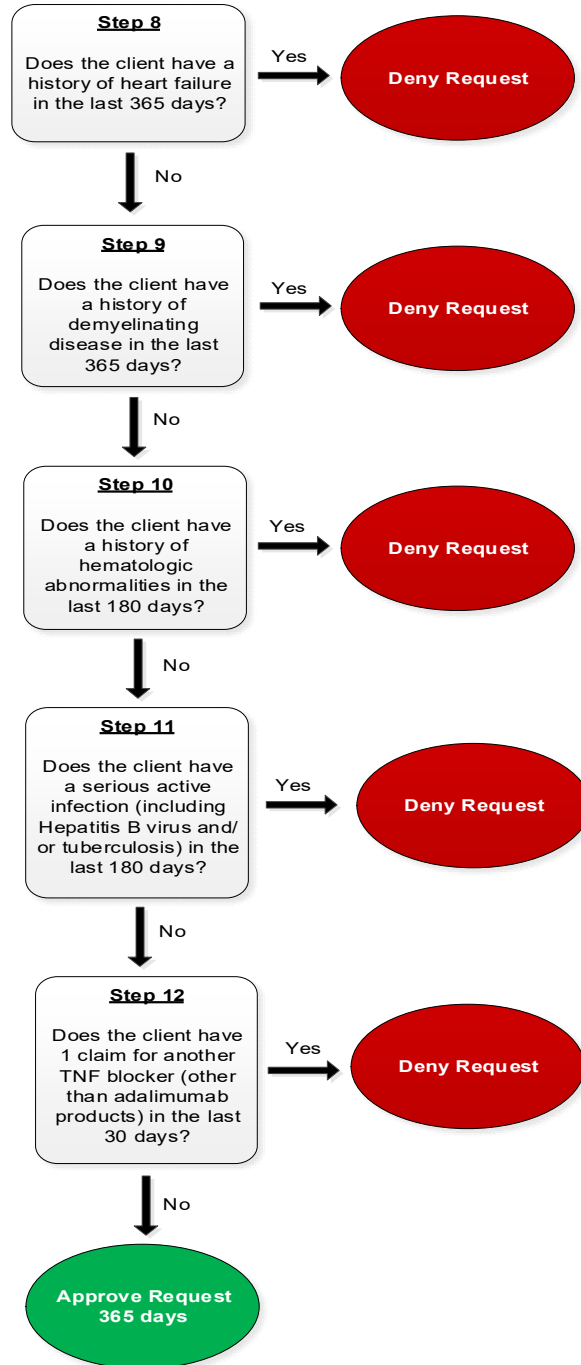 Step 8
Does the client have a
history of heart failure
in the last 365 days?
Yes
Deny Request
No
Step 9
Does the client have
a history of
demyelinating
disease in the last
365 days?
Yes
Deny Request
No
Step 10
Does the client have
a history of
hematologic
abnormalities in the
last 180 days?
Yes
Deny Request
No
Step 11
Does the client have
a serious active
infection (including
Hepatitis B virus and/
or tuberculosis) in the
last 180 days?
Yes
Deny Request
No
Step 12
Does the client have
1 claim for another
TNF blocker (other
than adalimumab
products) in the last
30 days?
Yes
Deny Request
No
Approve Request
365 days